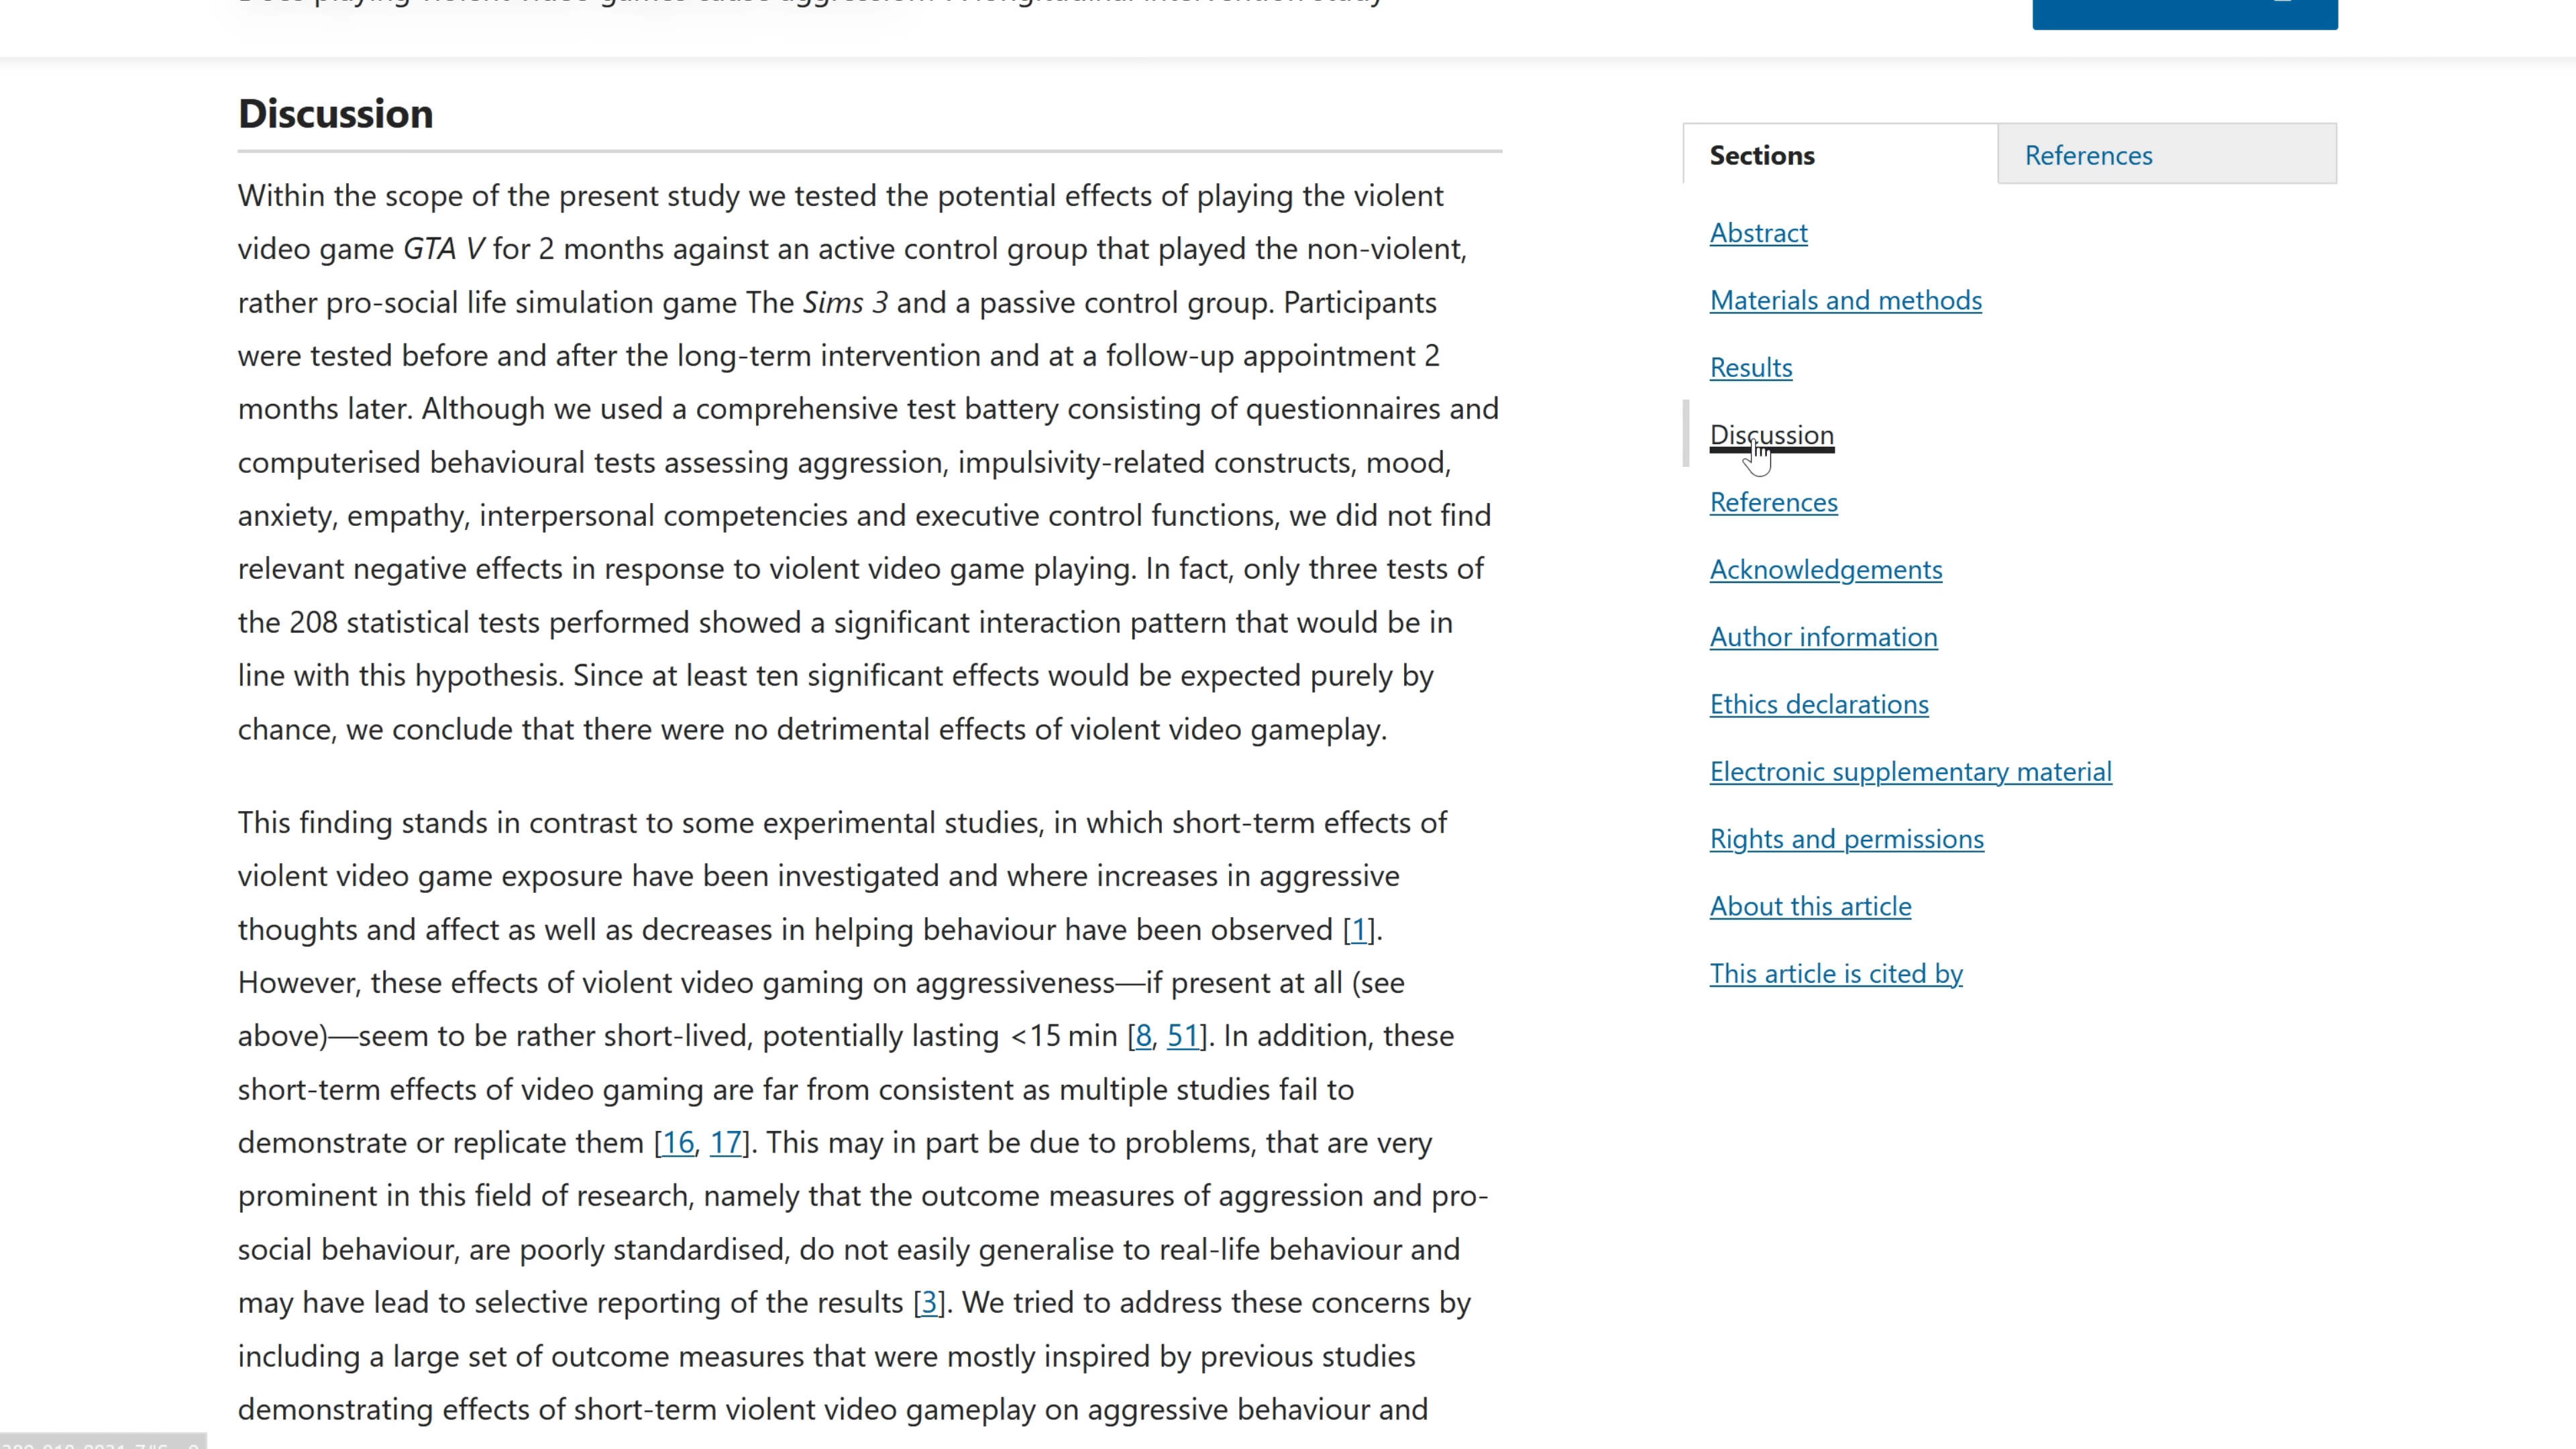 Does playing violent video games cause aggression? A longitudinal intervention study
Discussion
Within the scope of the present study we tested the potential effects of playing the violent
video game GTA V for 2 months against an active control group that played the non-violent,
rather pro-social life simulation game The Sims 3 and a passive control group. Participants
were tested before and after the long-term intervention and at a follow-up appointment 2
months later. Although we used a comprehensive test battery consisting of questionnaires and
computerised behavioural tests assessing aggression, impulsivity-related constructs, mood,
anxiety, empathy, interpersonal competencies and executive control functions, we did not find
relevant negative effects in response to violent video game playing. In fact, only three tests of
the 208 statistical tests performed showed a significant interaction pattern that would be in
line with this hypothesis. Since at least ten significant effects would be expected purely by
chance, we conclude that there were no detrimental effects of violent video gameplay.
This finding stands in contrast to some experimental studies, in which short-term effects of
violent video game exposure have been investigated and where increases in aggressive
thoughts and affect as well as decreases in helping behaviour have been observed [1].
However, these effects of violent video gaming on aggressiveness—if present at all (see
above)—seem to be rather short-lived, potentially lasting <15 min [8, 51]. In addition, these
short-term effects of video gaming are far from consistent as multiple studies fail to
demonstrate or replicate them [16, 17]. This may in part be due to problems, that are very
prominent in this field of research, namely that the outcome measures of aggression and pro-
social behaviour, are poorly standardised, do not easily generalise to real-life behaviour and
may have lead to selective reporting of the results [3]. We tried to address these concerns by
including a large set of outcome measures that were mostly inspired by previous studies
demonstrating effects of short-term violent video gameplay on aggressive behaviour and
Sections
References
Abstract
Materials and methods
Results
Discussion
References
Acknowledgements
Author information
Ethics declarations
Electronic supplementary material
Rights and permissions
About this article
This article is cited by